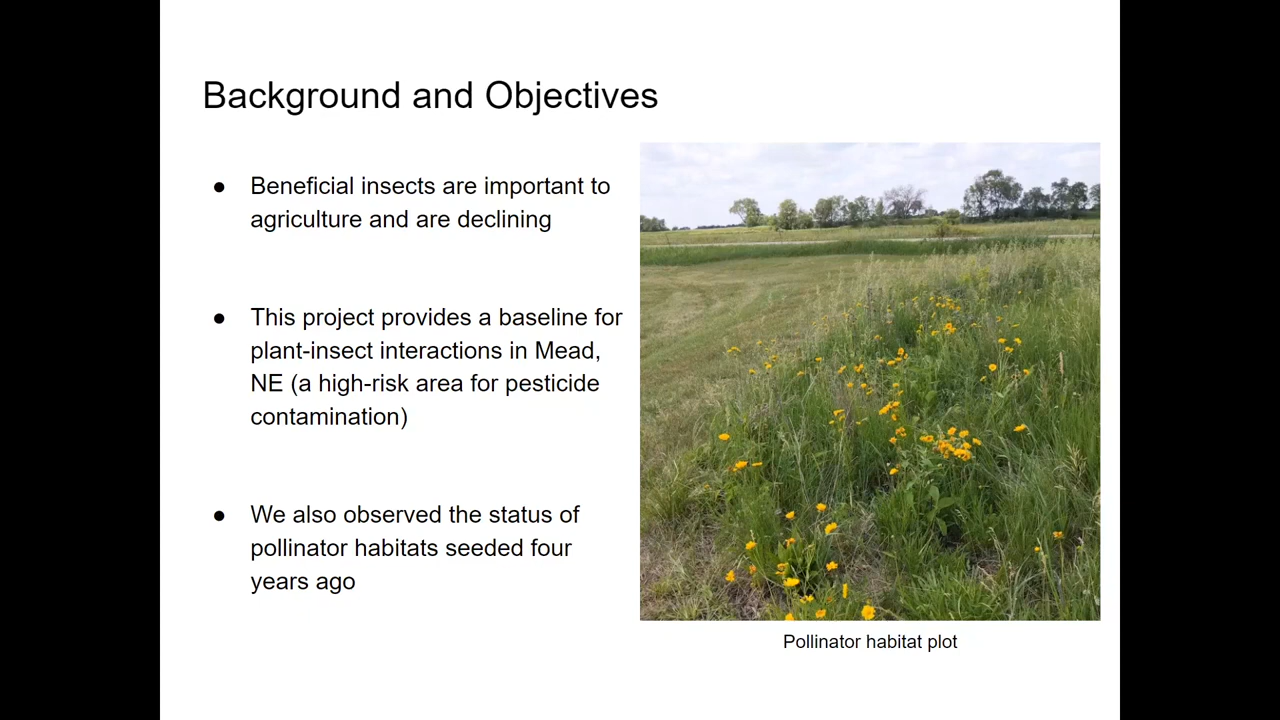 Background and Objectives
● Beneficial insects are important to
agriculture and are declining
● This project provides a baseline for
plant-insect interactions in Mead,
NE (a high-risk area for pesticide
contamination)
● We also observed the status of
pollinator habitats seeded four
years ago
Pollinator habitat plot